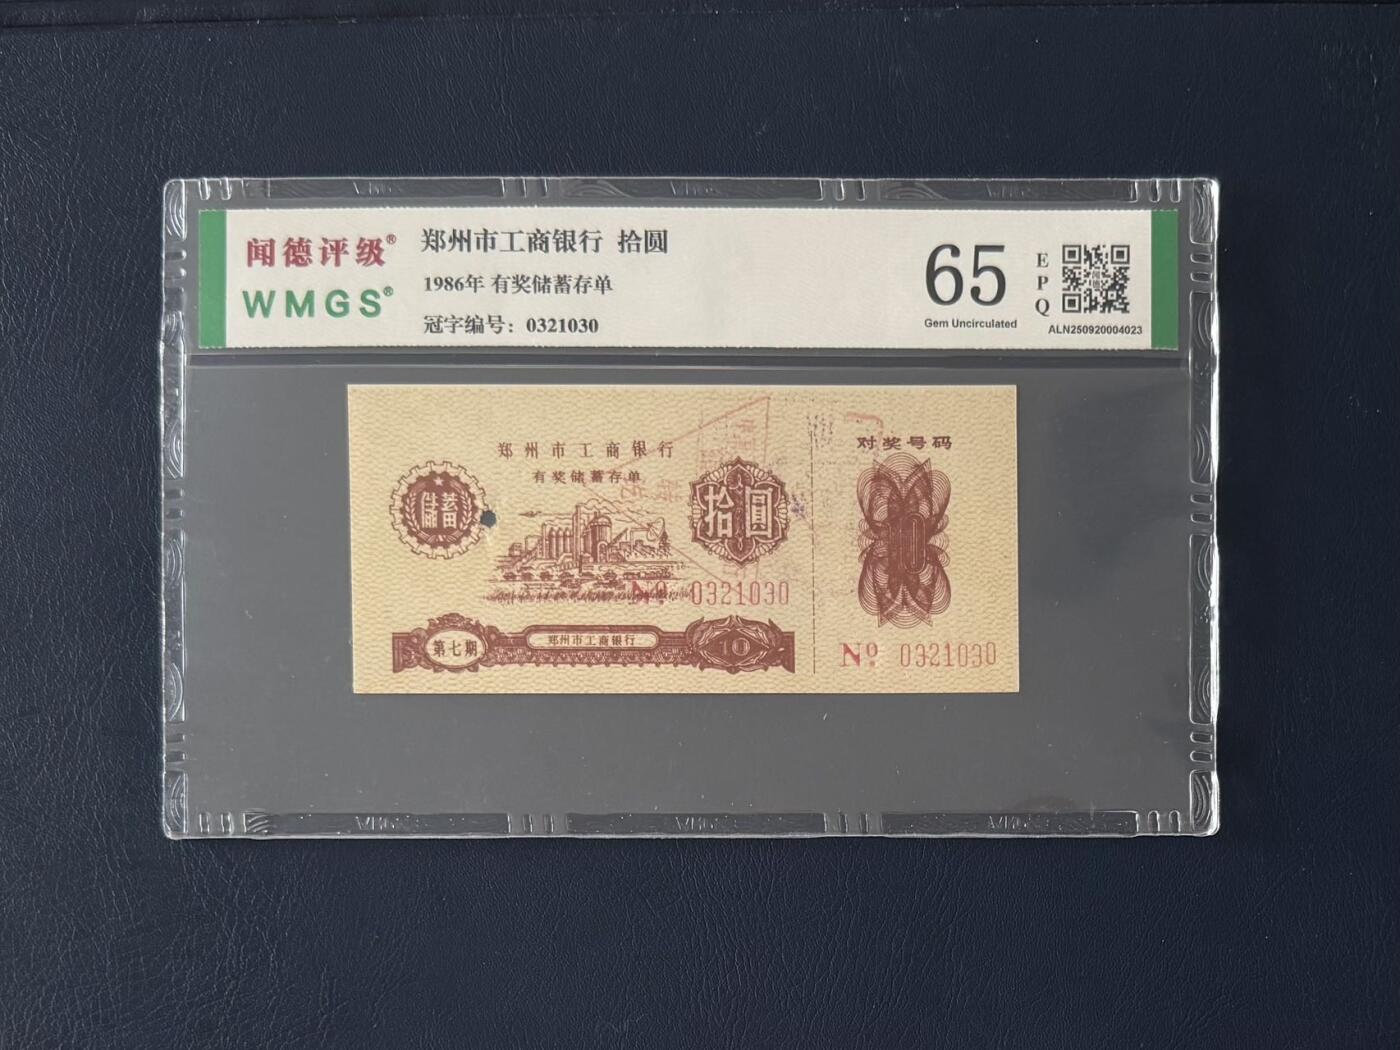 闻德评级®
WMGS®
郑州市工商银行 拾圆
1986年 有奖储蓄存单
冠字编号: 0321030
65
EPQ
Gem Uncirculated
ALN250920004023
郑州市工商银行
有奖储蓄存单
儲蓄
拾圆
No 0321030
第七期
郑州市工商银行
10
对奖号码
10
No 0321030